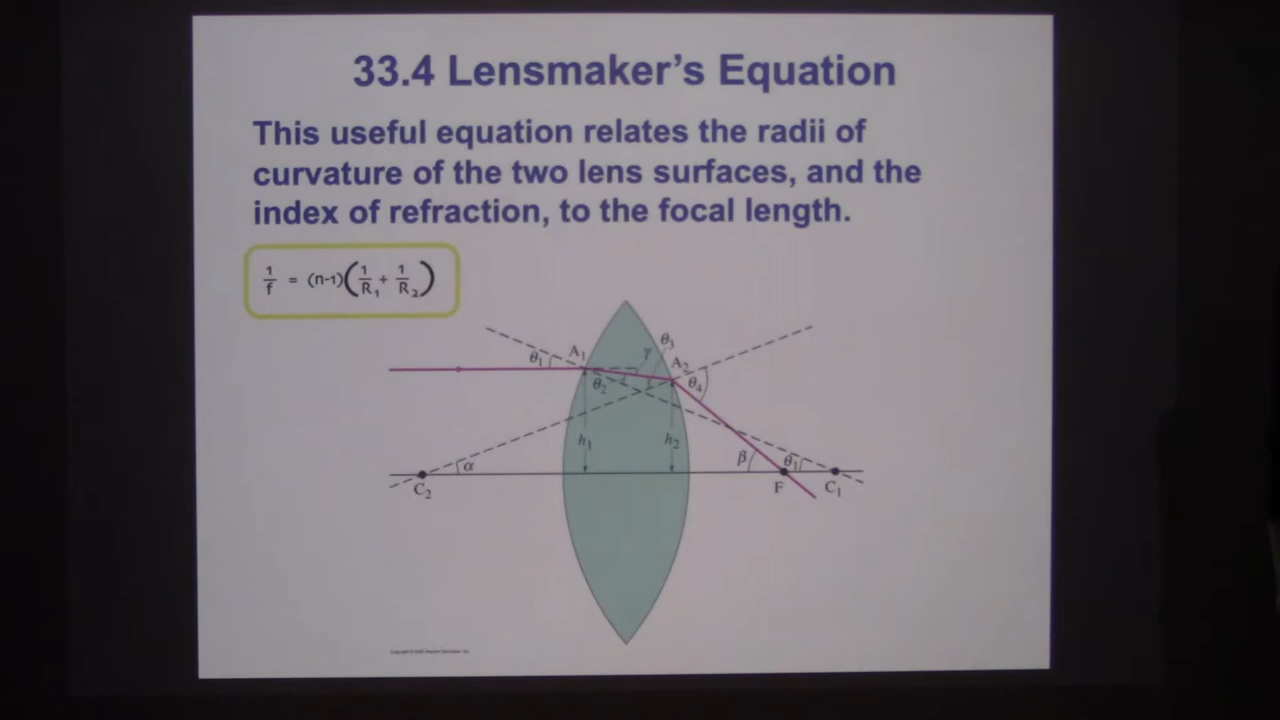 33.4 Lensmaker's Equation
This useful equation relates the radii of
curvature of the two lens surfaces, and the
index of refraction, to the focal length.
1/f = (n-1)(1/R₁ + 1/R₂)
θ₁ A₁ γ θ₃
θ₂ A₂ θ₄
h₁ h₂
α β θ₁
C₂ F C₁